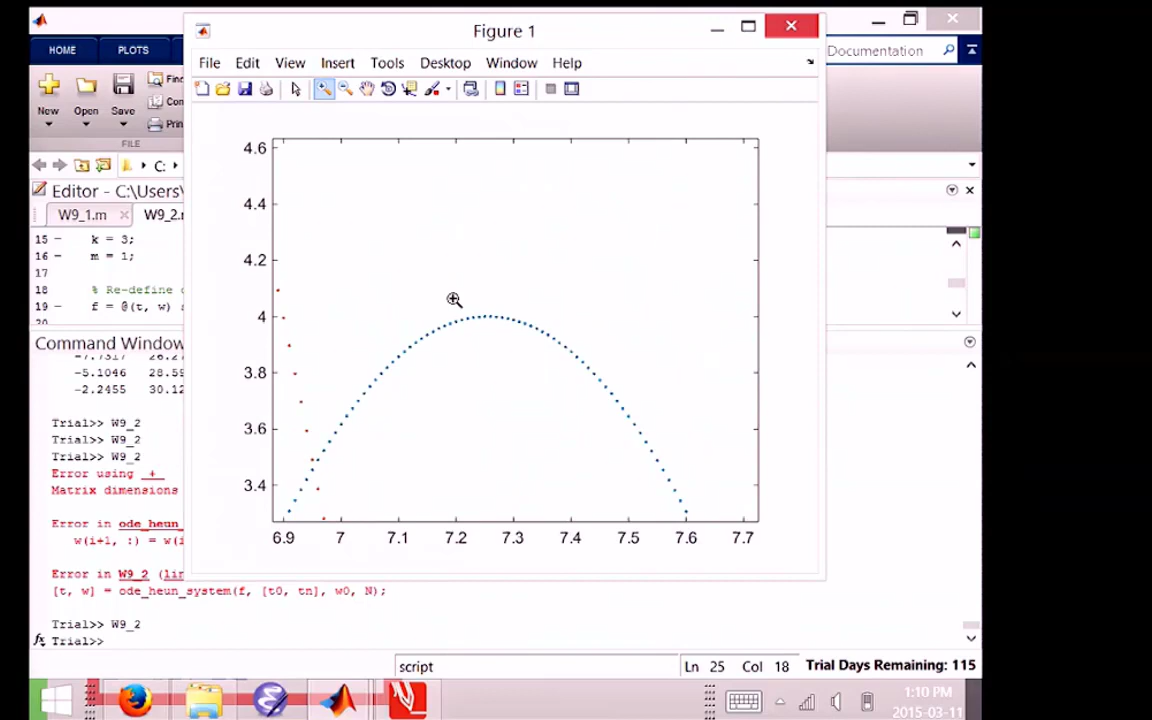 Figure 1
HOME PLOTS
Documentation
File Edit View Insert Tools Desktop Window Help
New Open Save
FILE
C:
Editor - C:\Users\
W9_1.m
15 - k = 3;
16 - m = 1;
17
18 % Re-define
19 - f = @(t, w)
20
4.6
4.4
4.2
4
3.8
3.6
3.4
6.9 7 7.1 7.2 7.3 7.4 7.5 7.6 7.7
Command Window
-5.1046 28.59
-2.2455 30.12
Trial>> W9_2
Trial>> W9_2
Trial>> W9_2
Error using +
Matrix dimensions
Error in ode_heun_
w(i+1, :) = w(i
Error in W9_2 (lin
[t, w] = ode_heun_system(f, [t0, tn], w0, N);
Trial>> W9_2
fx Trial>>
script Ln 25 Col 18 Trial Days Remaining: 115
1:10 PM
2015-03-11